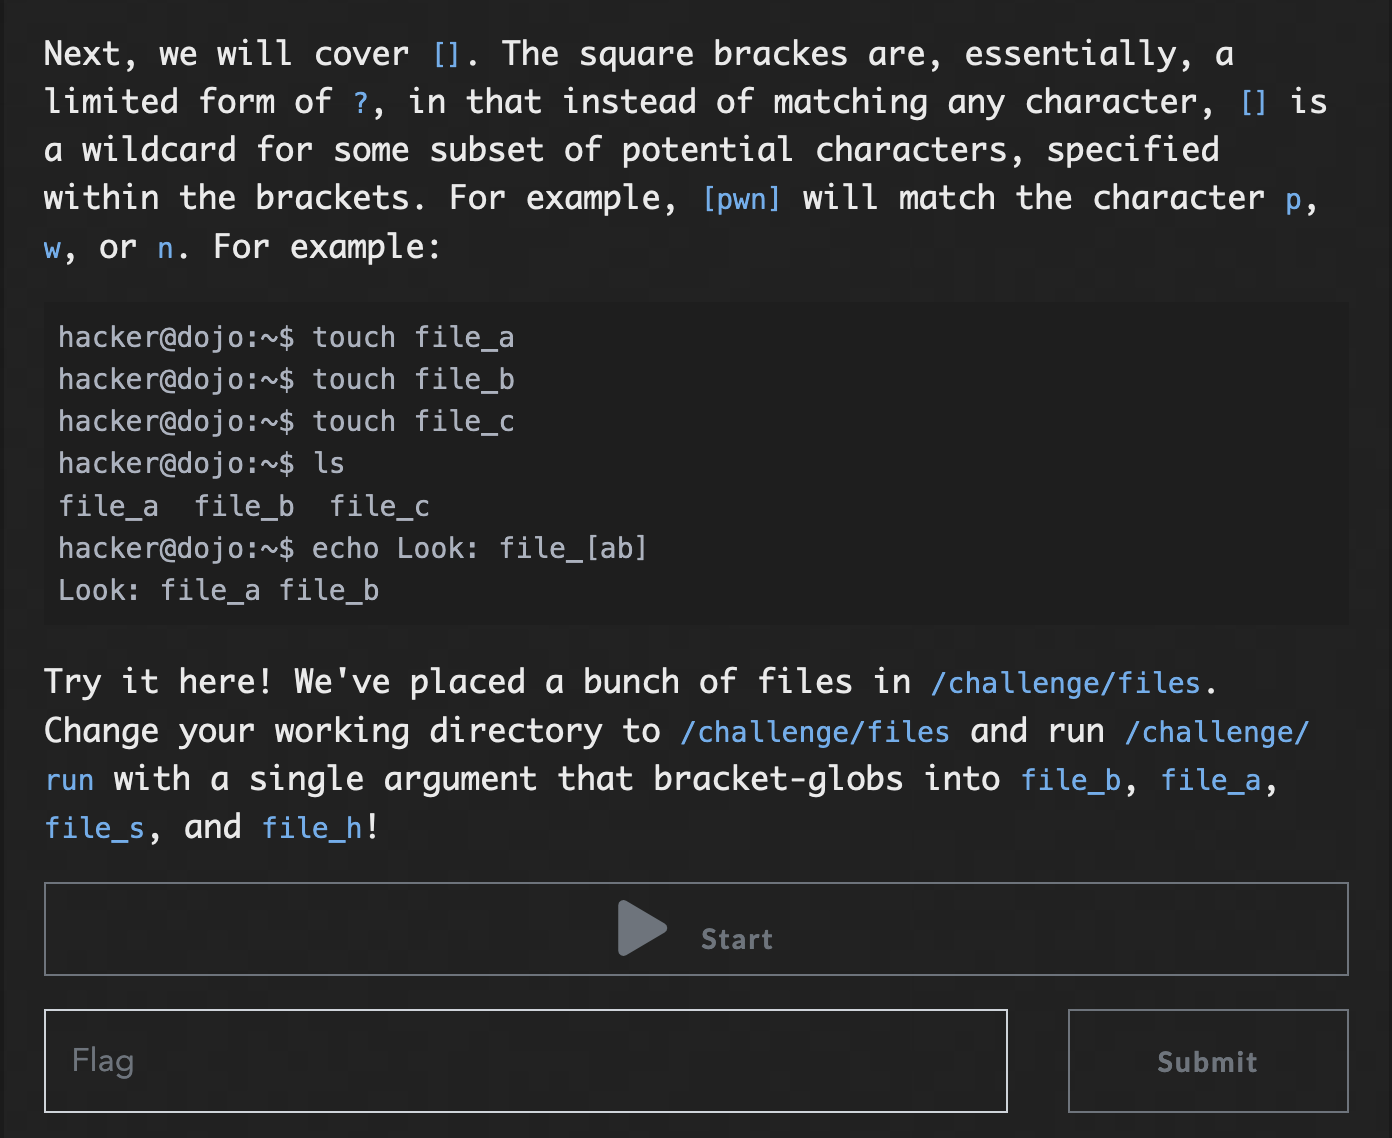 Next, we will cover []. The square brackes are, essentially, a
limited form of ?, in that instead of matching any character, [] is
a wildcard for some subset of potential characters, specified
within the brackets. For example, [pwn] will match the character p,
w, or n. For example:
hacker@dojo:~$ touch file_a
hacker@dojo:~$ touch file_b
hacker@dojo:~$ touch file_c
hacker@dojo:~$ ls
file_a  file_b  file_c
hacker@dojo:~$ echo Look: file_[ab]
Look: file_a file_b
Try it here! We've placed a bunch of files in /challenge/files.
Change your working directory to /challenge/files and run /challenge/
run with a single argument that bracket-globs into file_b, file_a,
file_s, and file_h!
Start
Flag
Submit